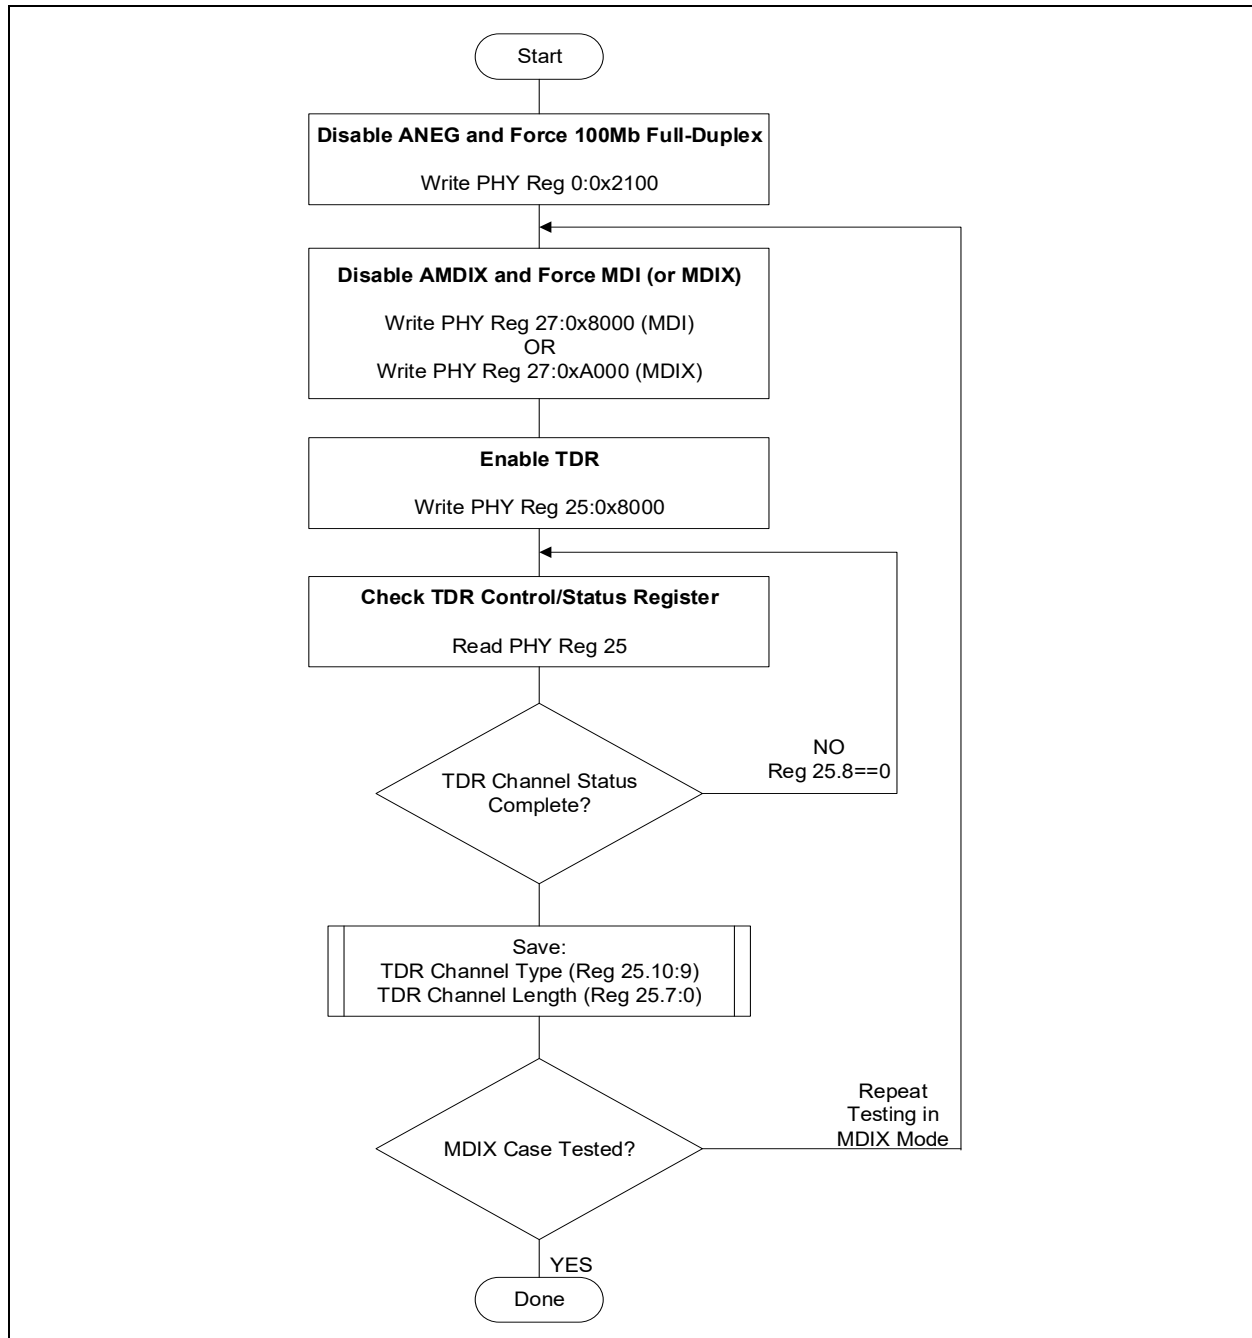 Start
Disable ANEG and Force 100Mb Full-Duplex
Write PHY Reg 0:0x2100
Disable AMDIX and Force MDI (or MDIX)
Write PHY Reg 27:0x8000 (MDI)
OR
Write PHY Reg 27:0xA000 (MDIX)
Enable TDR
Write PHY Reg 25:0x8000
Check TDR Control/Status Register
Read PHY Reg 25
NO
Reg 25.8==0
TDR Channel Status
Complete?
Save:
TDR Channel Type (Reg 25.10:9)
TDR Channel Length (Reg 25.7:0)
Repeat
Testing in
MDIX Mode
MDIX Case Tested?
YES
Done